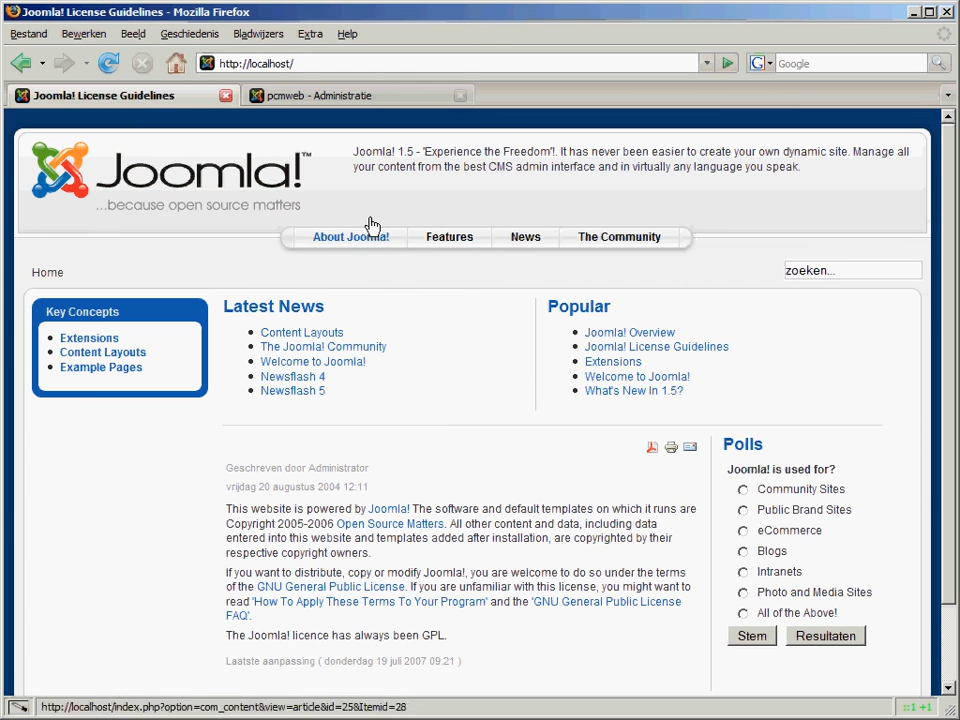 Joomla! License Guidelines - Mozilla Firefox
Bestand Bewerken Beeld Geschiedenis Bladwijzers Extra Help
http://localhost/
Google
Joomla! License Guidelines
pcmweb - Administratie
Joomla!™
...because open source matters
Joomla! 1.5 - 'Experience the Freedom'!. It has never been easier to create your own dynamic site. Manage all
your content from the best CMS admin interface and in virtually any language you speak.
About Joomla! Features News The Community
Home
zoeken...
Key Concepts
Extensions
Content Layouts
Example Pages
Latest News
Content Layouts
The Joomla! Community
Welcome to Joomla!
Newsflash 4
Newsflash 5
Popular
Joomla! Overview
Joomla! License Guidelines
Extensions
Welcome to Joomla!
What's New In 1.5?
Geschreven door Administrator
vrijdag 20 augustus 2004 12:11
This website is powered by Joomla! The software and default templates on which it runs are
Copyright 2005-2006 Open Source Matters. All other content and data, including data
entered into this website and templates added after installation, are copyrighted by their
respective copyright owners.
If you want to distribute, copy or modify Joomla!, you are welcome to do so under the terms
of the GNU General Public License. If you are unfamiliar with this license, you might want to
read 'How To Apply These Terms To Your Program' and the 'GNU General Public License
FAQ'.
The Joomla! licence has always been GPL.
Laatste aanpassing ( donderdag 19 juli 2007 09:21 )
Polls
Joomla! is used for?
Community Sites
Public Brand Sites
eCommerce
Blogs
Intranets
Photo and Media Sites
All of the Above!
Stem Resultaten
http://localhost/index.php?option=com_content&view=article&id=25&Itemid=28
::1 +1